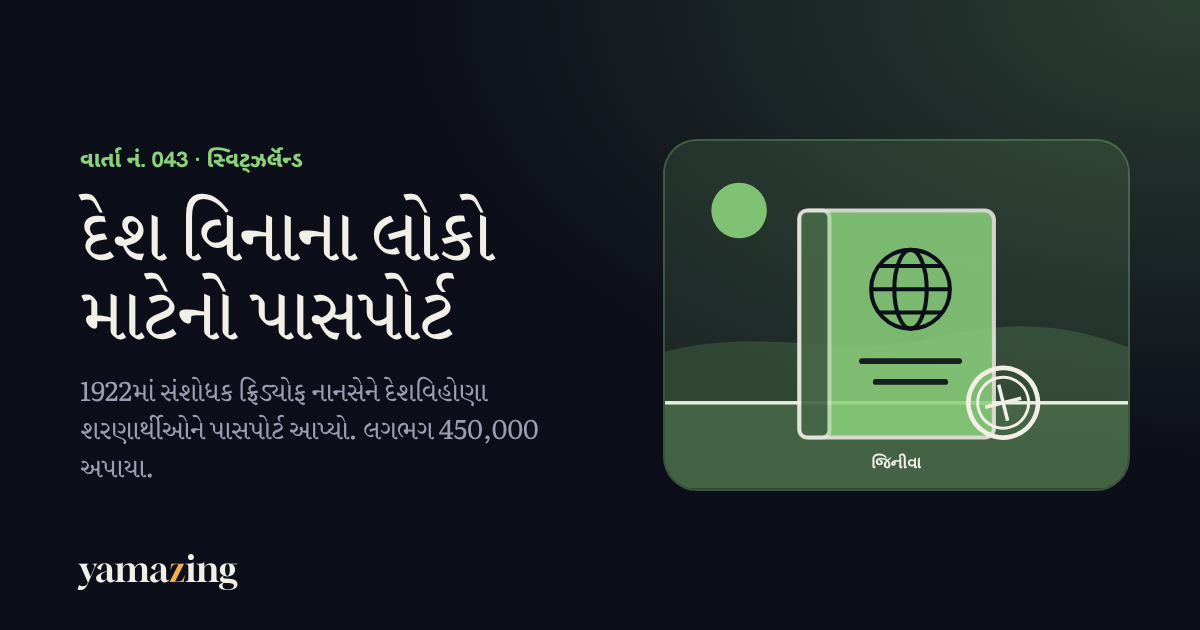 વાર્તા નં. 043 · સ્વિટ્ઝર્લૅન્ડ
દેશ વિનાના લોકો
માટેનો પાસપોર્ટ
1922માં સંશોધક ફ્રિડ્યોફ નાનસેને દેશવિહોણા
શરણાર્થીઓને પાસપોર્ટ આપ્યો. લગભગ 450,000
અપાયા.
જિનીવા
yamazing